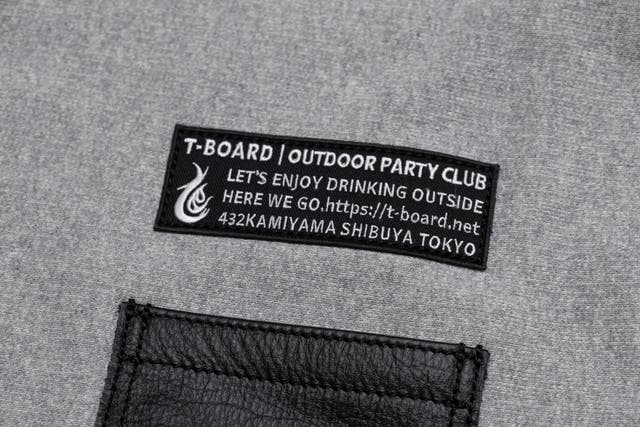 T-BOARD | OUTDOOR PARTY CLUB
LET'S ENJOY DRINKING OUTSIDE
HERE WE GO.https://t-board.net
432KAMIYAMA SHIBUYA TOKYO